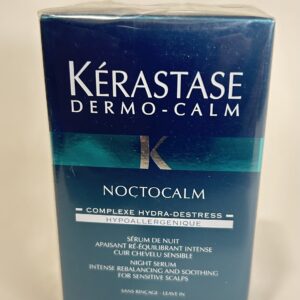 KÉRASTASE
DERMO-CALM
K
NOCTOCALM
COMPLEXE HYDRA-DESTRESS
HYPOALLERGÉNIQUE
SÉRUM DE NUIT
APAISANT RÉ-ÉQUILIBRANT INTENSE
CUIR CHEVELU SENSIBLE
NIGHT SERUM
INTENSE REBALANCING AND SOOTHING
FOR SENSITIVE SCALPS
SANS RINÇAGE - LEAVE IN